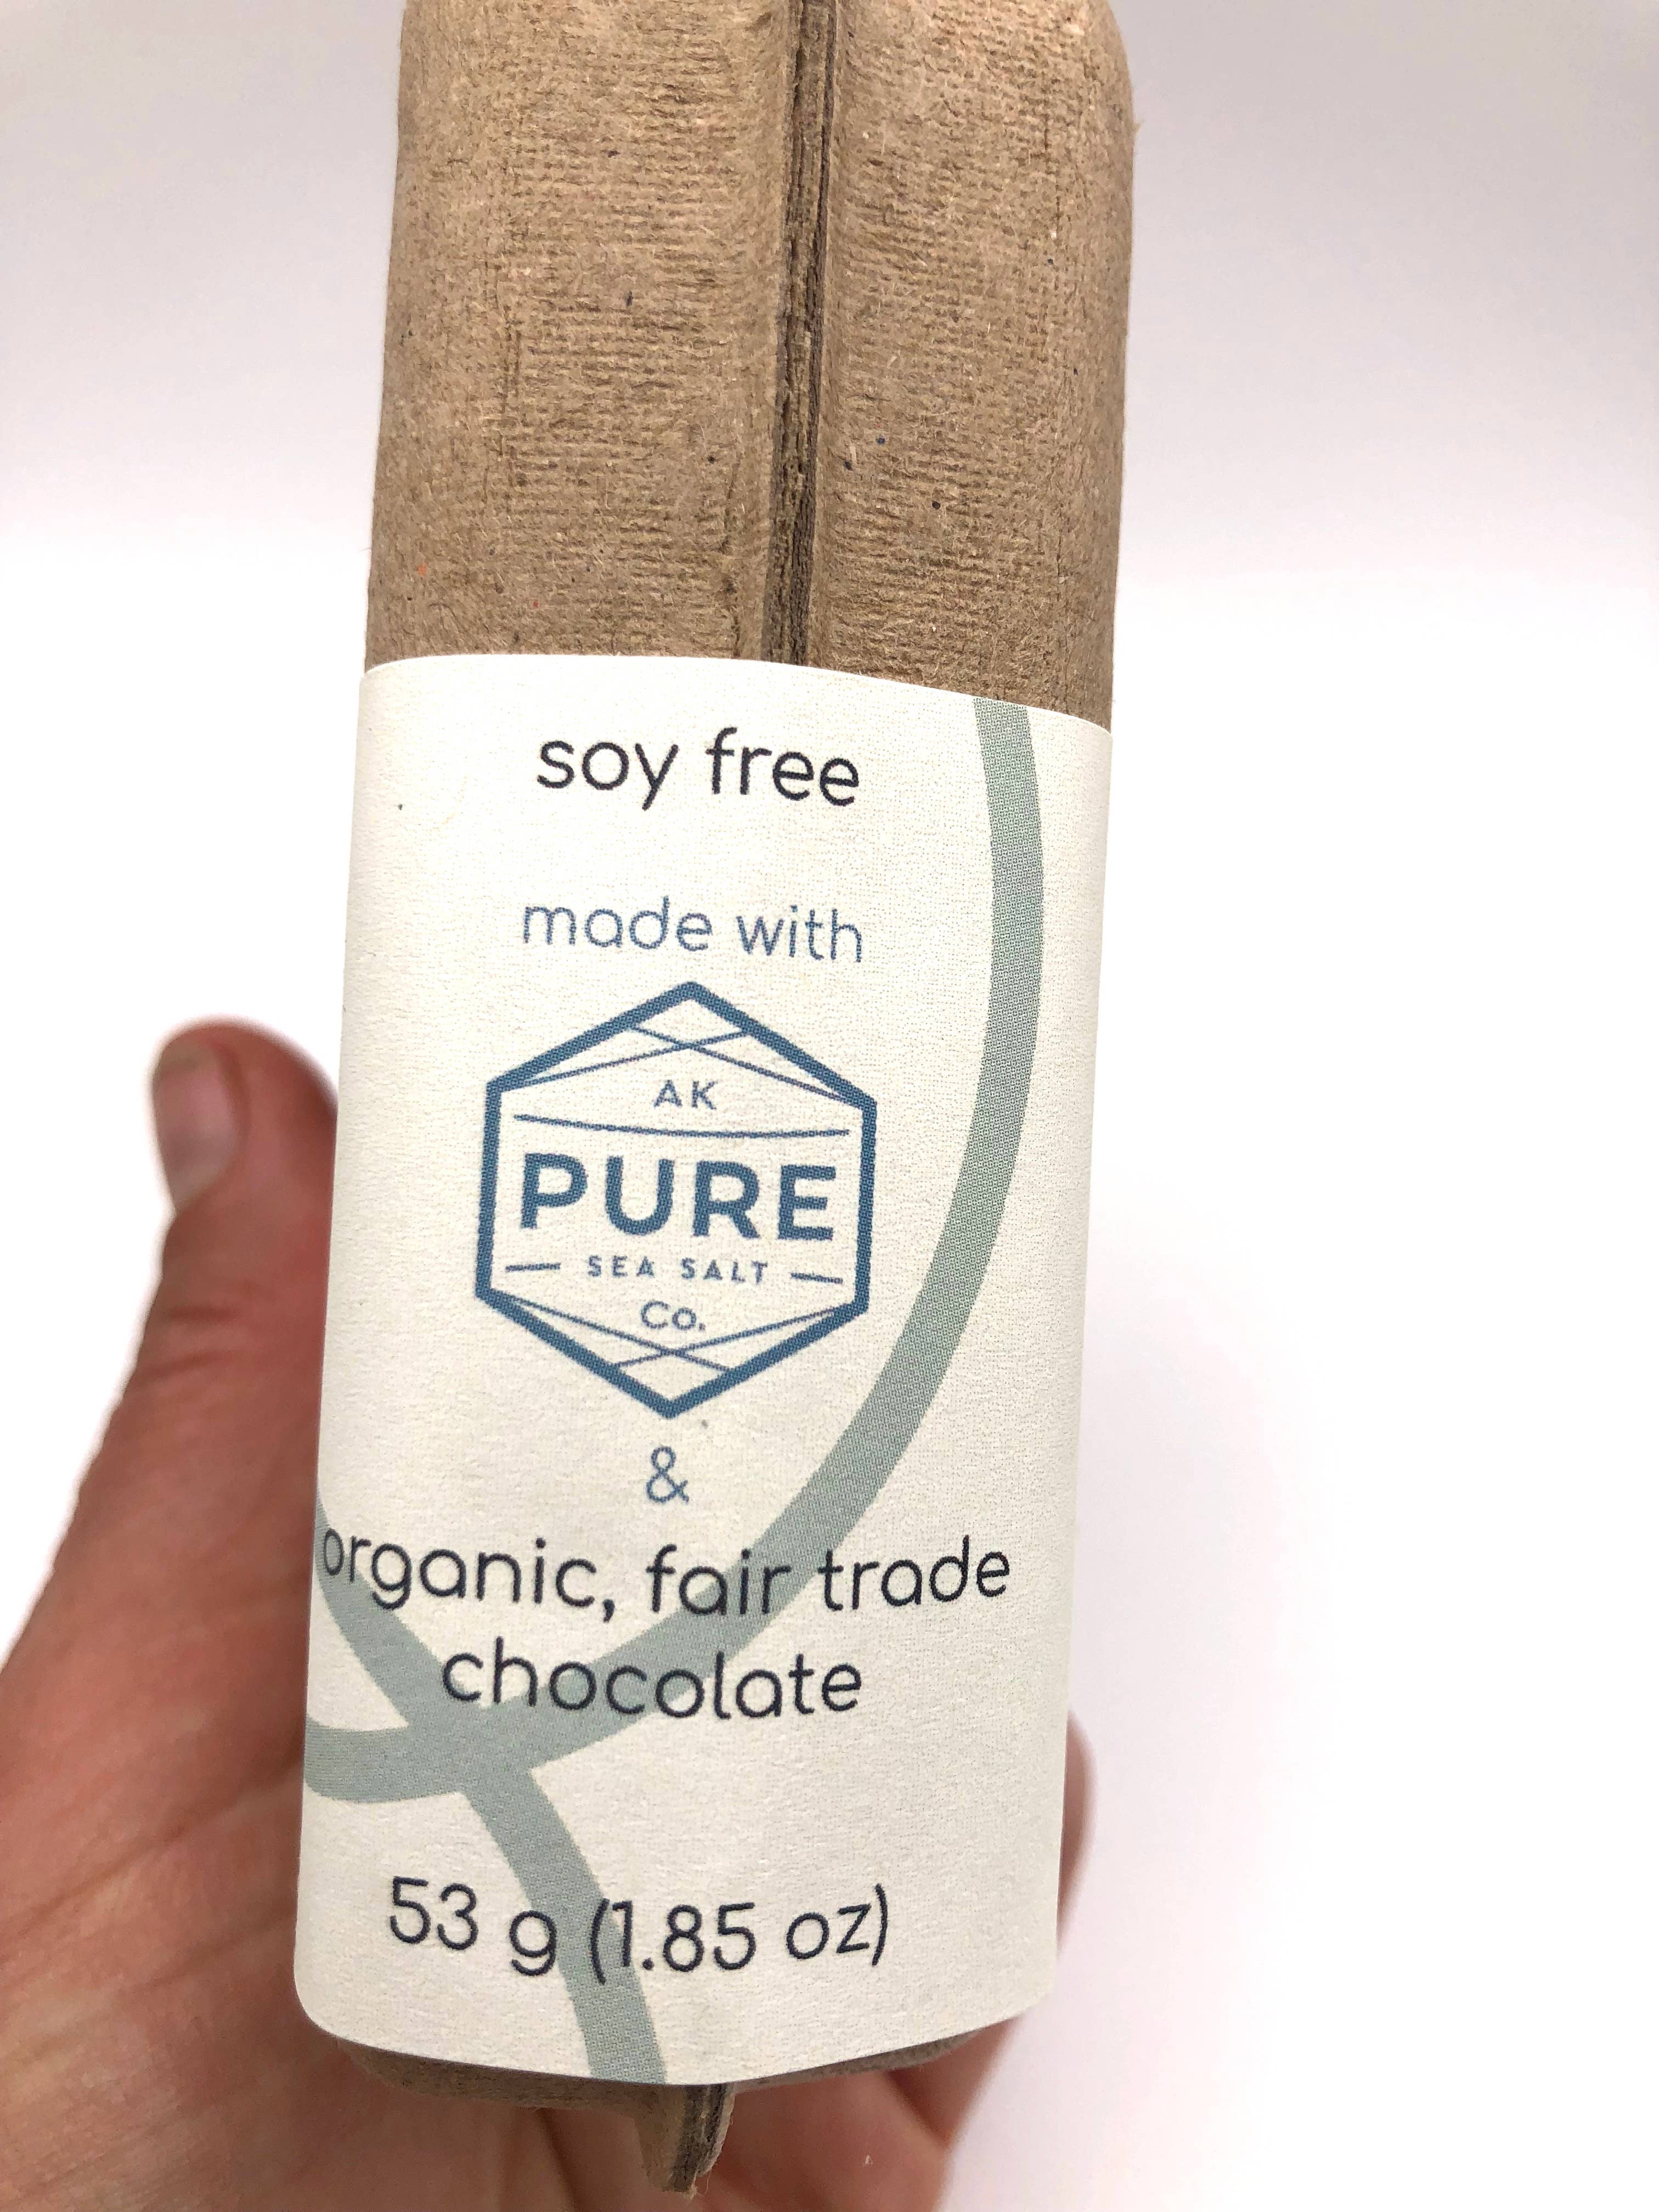 soy free
made with
AK
PURE
SEA SALT
Co.
&
organic, fair trade
chocolate
53 g (1.85 oz)